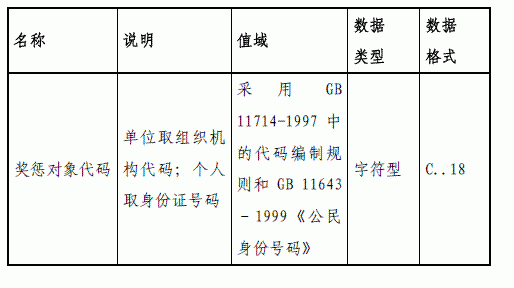 名称
说明
值域
数据
类型
数据
格式
奖惩对象代码
单位取组织机
构代码；个人
取身份证号码
采用GB
11714-1997 中
的代码编制规
则和 GB 11643
－1999《公民
身份号码》
字符型
C..18